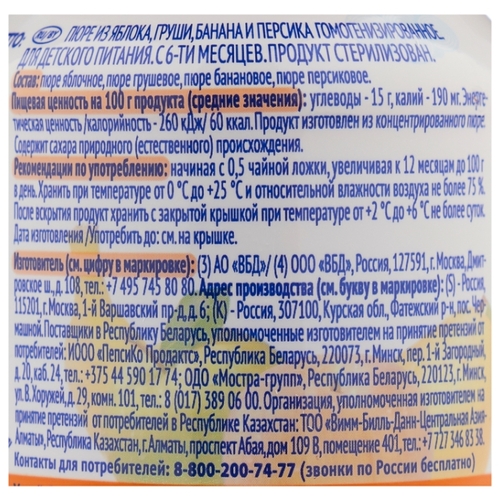 ТО: RU/BY ПЮРЕ ИЗ ЯБЛОКА, ГРУШИ, БАНАНА И ПЕРСИКА ГОМОГЕНИЗИРОВАННОЕ
ДЛЯ ДЕТСКОГО ПИТАНИЯ. С 6-ТИ МЕСЯЦЕВ. ПРОДУКТ СТЕРИЛИЗОВАН.
Состав: пюре яблочное, пюре грушевое, пюре банановое, пюре персиковое.
Пищевая ценность на 100 г продукта (средние значения): углеводы - 15 г, калий - 190 мг. Энерге-
тическая ценность /калорийность - 260 кДж/ 60 ккал. Продукт изготовлен из концентрированного пюре.
Содержит сахара природного (естественного) происхождения.
Рекомендации по употреблению: начиная с 0,5 чайной ложки, увеличивая к 12 месяцам до 100 г
в день. Хранить при температуре от 0 °C до +25 °C и относительной влажности воздуха не более 75 %.
После вскрытия продукт хранить с закрытой крышкой при температуре от +2 °C до +6 °C не более суток.
Дата изготовления /Употребить до: см. на крышке.
Изготовитель (см. цифру в маркировке): (3) АО «ВБД»/ (4) ООО «ВБД», Россия, 127591, г. Москва, Дмит-
ровское ш., д.108, тел.: +7 495 745 80 80. Адрес производства (см. букву в маркировке): (S) - Россия,
115201, г. Москва, 1-й Варшавский пр-д, д.6; (K) - Россия, 307100, Курская обл., Фатежский р-н, пос. Чер-
машной. Поставщики в Республику Беларусь, уполномоченные изготовителем на принятие претензий от
потребителей: ИООО «ПепсиКо Продактс», Республика Беларусь, 220073, г. Минск, пер. 1-й Загородный,
д. 20, каб.24, тел.: +375 44 590 1774; ОДО «Мостра-групп», Республика Беларусь, 220123, г. Минск,
ул. В. Хоружей, д. 29, комн. 101, тел.: 8 (017) 389 06 00. Организация, уполномоченная изготовителем на
принятие претензий от потребителей в Республике Казахстан: ТОО «Вимм-Билль-Данн-Центральная Азия-
Алматы», Республика Казахстан, г. Алматы, проспект Абая, дом 109 В, помещение 401, тел.: +7 727 346 83 38.
Контакты для потребителей: 8-800-200-74-77 (звонки по России бесплатно)